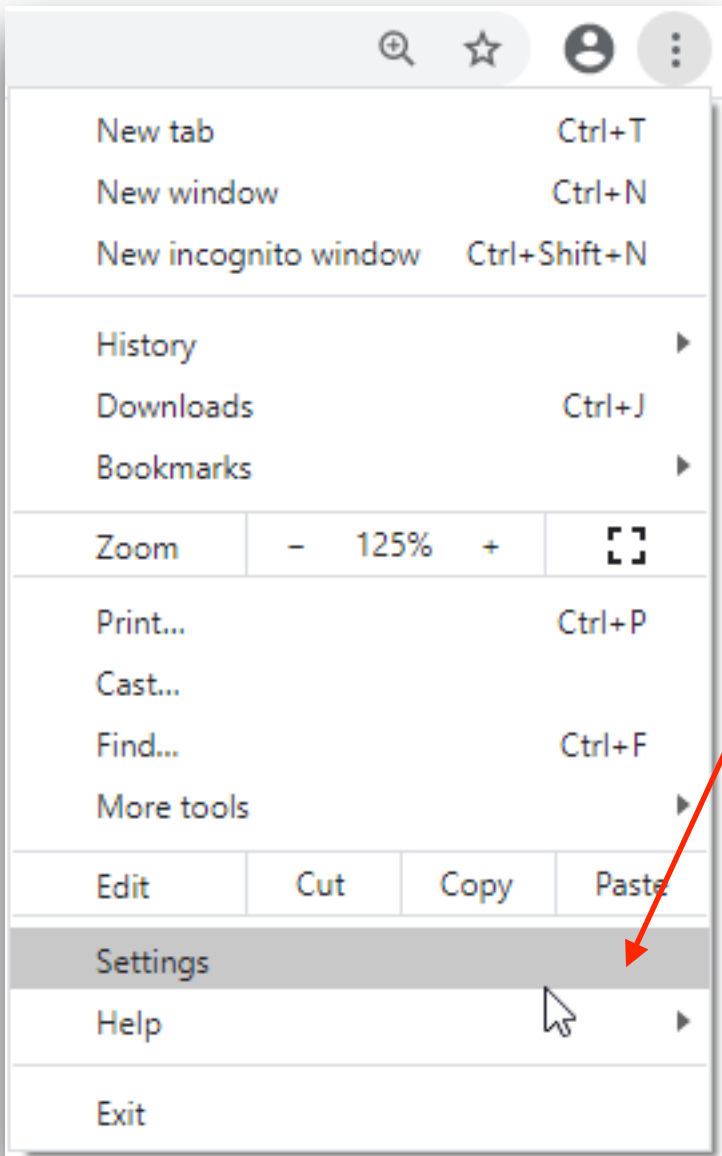 New tab Ctrl+T
New window Ctrl+N
New incognito window Ctrl+Shift+N
History
Downloads Ctrl+J
Bookmarks
Zoom - 125% +
Print... Ctrl+P
Cast...
Find... Ctrl+F
More tools
Edit Cut Copy Paste
Settings
Help
Exit